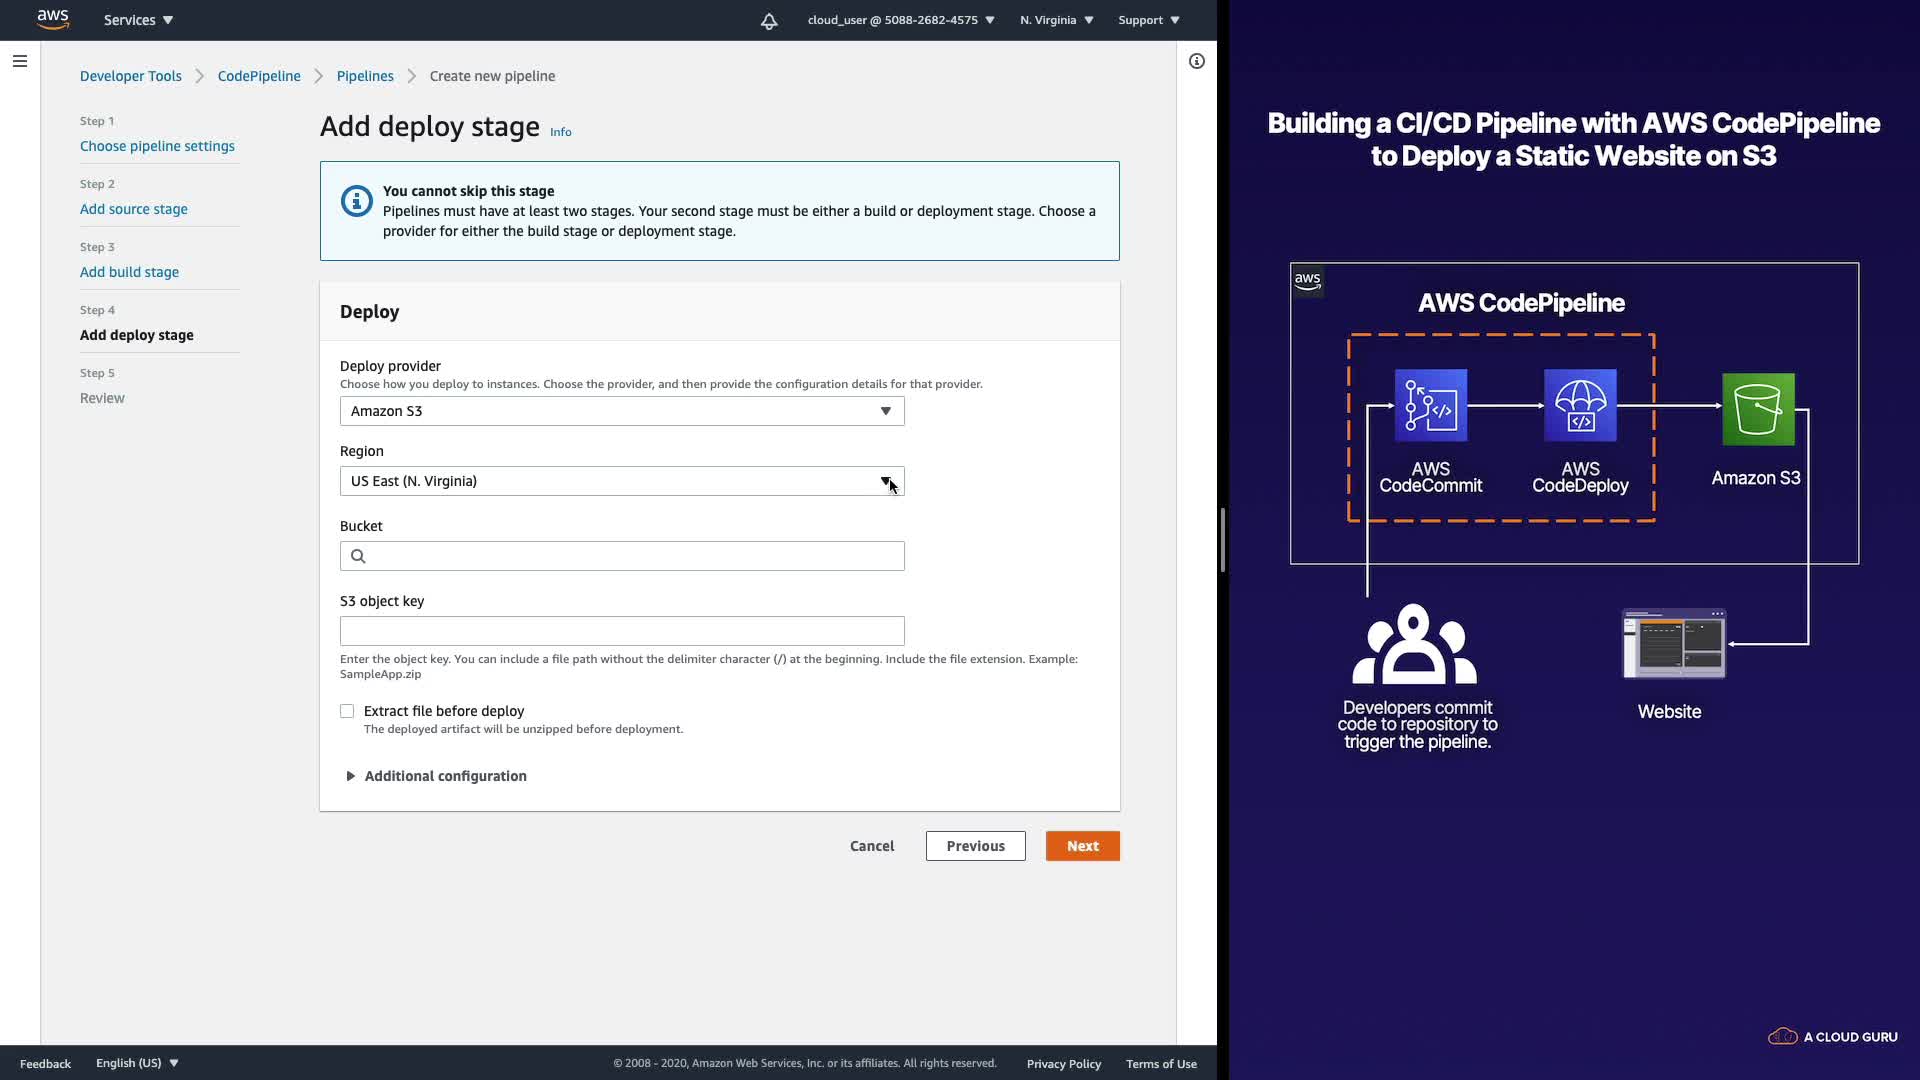 aws
Services
cloud_user @ 5088-2682-4575
N. Virginia
Support
Developer Tools
CodePipeline
Pipelines
Create new pipeline
Step 1
Choose pipeline settings
Step 2
Add source stage
Step 3
Add build stage
Step 4
Add deploy stage
Step 5
Review
Add deploy stage
Info
You cannot skip this stage
Pipelines must have at least two stages. Your second stage must be either a build or deployment stage. Choose a
provider for either the build stage or deployment stage.
Deploy
Deploy provider
Choose how you deploy to instances. Choose the provider, and then provide the configuration details for that provider.
Amazon S3
Region
US East (N. Virginia)
Bucket
S3 object key
Enter the object key. You can include a file path without the delimiter character (/) at the beginning. Include the file extension. Example:
SampleApp.zip
Extract file before deploy
The deployed artifact will be unzipped before deployment.
Additional configuration
Cancel
Previous
Next
Feedback
English (US)
© 2008 - 2020, Amazon Web Services, Inc. or its affiliates. All rights reserved.
Privacy Policy
Terms of Use
Building a CI/CD Pipeline with AWS CodePipeline
to Deploy a Static Website on S3
aws
AWS CodePipeline
AWS
CodeCommit
AWS
CodeDeploy
Amazon S3
Developers commit
code to repository to
trigger the pipeline.
Website
A CLOUD GURU